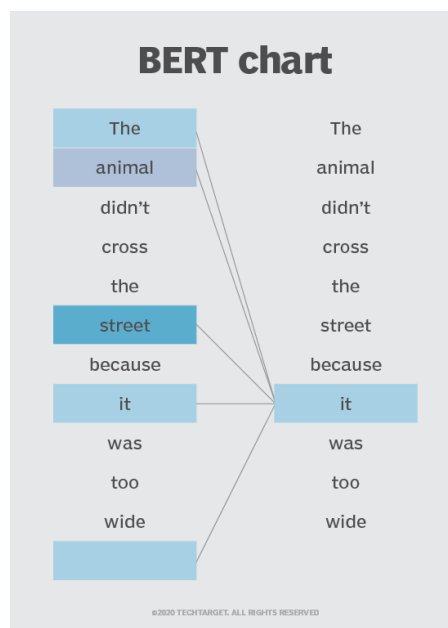 BERT chart
The
animal
didn't
cross
the
street
because
it
was
too
wide
The
animal
didn't
cross
the
street
because
it
was
too
wide
©2020 TECHTARGET. ALL RIGHTS RESERVED